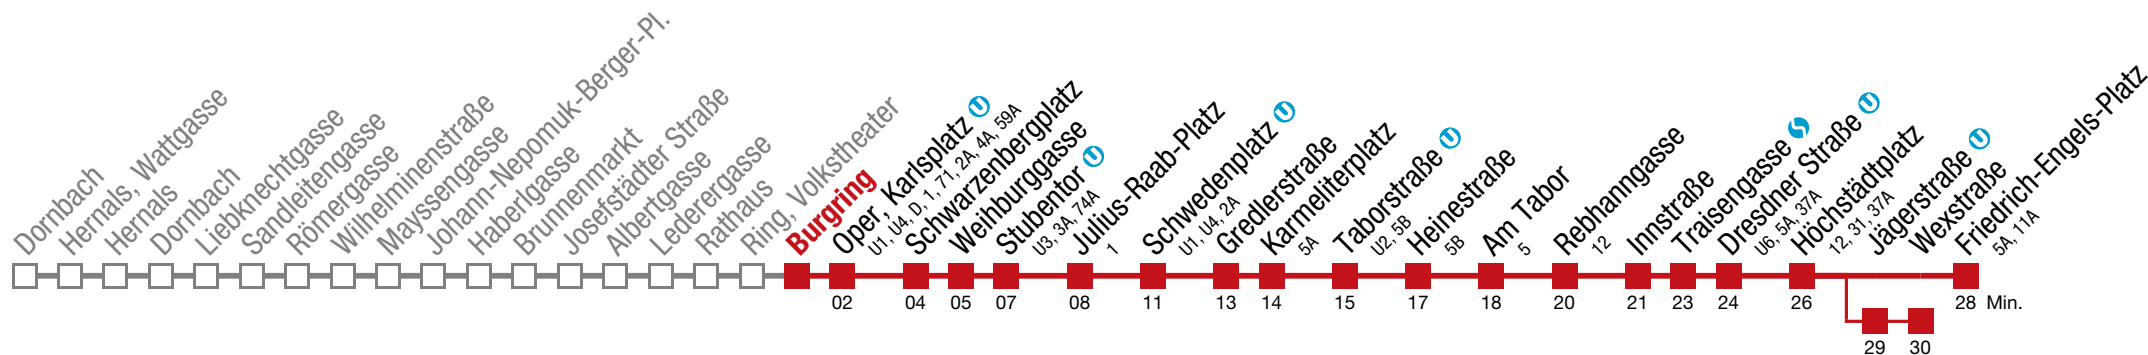 Dornbach
Hernals, Wattgasse
Hernals
Dornbach
Liebknechtgasse
Sandleitengasse
Römergasse
Wilhelminenstraße
Mayssengasse
Johann-Nepomuk-Berger-Pl.
Haberlgasse
Brunnenmarkt
Josefstädter Straße
Albertgasse
Lederergasse
Rathaus
Ring, Volkstheater
Burgring
Oper, Karlsplatz U
U1, U4, D, 1, 71, 2A, 4A, 59A
Schwarzenbergplatz
Weihburggasse
Stubentor U
U3, 3A, 74A
Julius-Raab-Platz
1
Schwedenplatz U
U1, U4, 2A
Gredlerstraße
Karmeliterplatz
5A
Taborstraße U
U2, 5B
Heinestraße
5B
Am Tabor
5
Rebhanngasse
12
Innstraße
Traisengasse S
Dresdner Straße U
U6, 5A, 37A
Höchstädtplatz
12, 31, 37A
Jägerstraße U
Wexstraße
Friedrich-Engels-Platz
5A, 11A
02 04 05 07 08 11 13 14 15 17 18 20 21 23 24 26 28 Min.
29 30